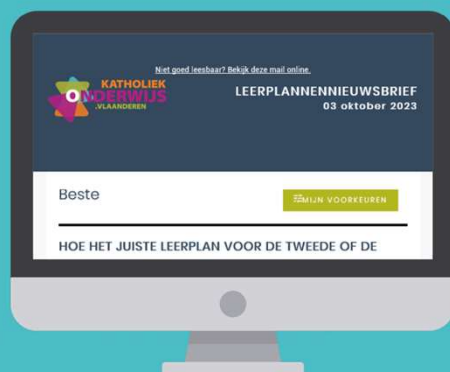 Niet goed leesbaar? Bekijk deze mail online.
KATHOLIEK
ONDERWIJS
.VLAANDEREN
LEERPLANNENNIEUWSBRIEF
03 oktober 2023
Beste
MIJN VOORKEUREN
HOE HET JUISTE LEERPLAN VOOR DE TWEEDE OF DE